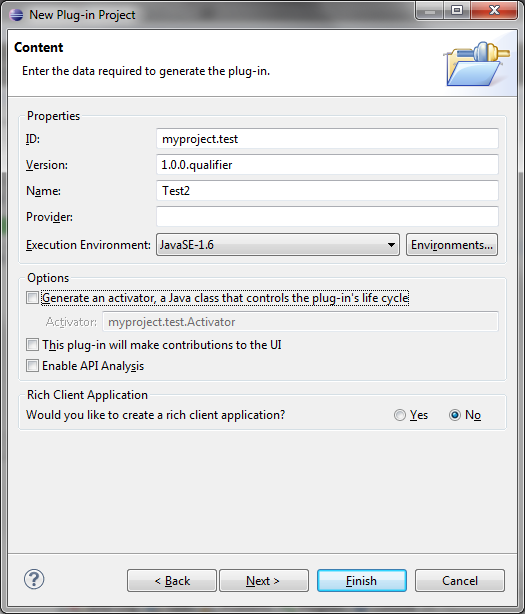 New Plug-in Project
Content
Enter the data required to generate the plug-in.
Properties
ID: myproject.test
Version: 1.0.0.qualifier
Name: Test2
Provider:
Execution Environment: JavaSE-1.6 Environments...
Options
Generate an activator, a Java class that controls the plug-in's life cycle
Activator: myproject.test.Activator
This plug-in will make contributions to the UI
Enable API Analysis
Rich Client Application
Would you like to create a rich client application? Yes No
? < Back Next > Finish Cancel